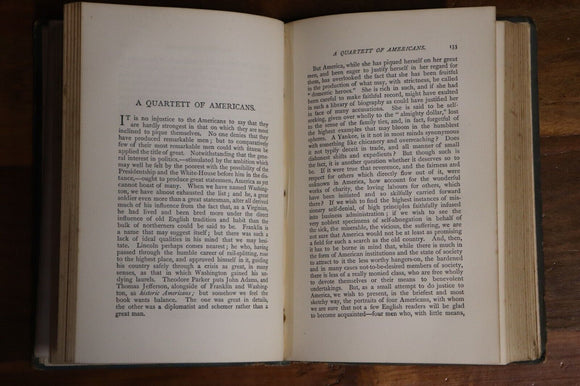 A QUARTETT OF AMERICANS.
IT is no injustice to the Americans to say that they
are hardly strongest in that on which they are most
inclined to pique themselves. No one denies that they
have had remarkable men; but to comparatively
few of their most remarkable men could even himes us
applied the title of great. Notwithstanding that the gene-
ral interest in politics,—stimulated by the attraction which
may well be felt by the poorest with the possibility of the
Presidentship and the White-House before him in the dis-
tance,—ought to produce great statesmen, America is yet
cannot boast of many. When we have named Washing-
ton, we have almost exhausted the list; and he, a great
soldier even more than a great statesman, after all derived
much of his influence from the fact, that, as a Virginian,
he had lived and been drawn more under the direct
influence of old English tradition and habit than the
bulk of northerners could be said to be. Franklin is
a name that may suggest itself; but there was such a
lack of ideal qualities in his mind that we may hesi-
tate. Lincoln perhaps comes nearer; he who, having
passed through the humble career of rail-splitting, rose
to the highest place, and approved himself in it, guiding
his country safely through a crisis as great, in many
senses, as that in which Washington gained his un-
dying laurels. Theodore Parker puts John Adams, and
Thomas Jefferson, alongside of Franklin and Washing-
ton, as historic Americans; but somehow we feel the
book wants balance. The one was great in details,
the other was a diplomatist and schemer rather than a
great man.
A QUARTETT OF AMERICANS. 153
But America, while she has piqued herself on her great
men, and been eager to justify herself in her regard for
them, has overlooked the fact that she has been fruitful
in the production of what may, with strictness, be called
"domestic heroes." She is rich in such, and if she had
been careful to make faithful record, might have exalted
in such a library of biography as could have justified her
in face of many accusations. She is said to be self-
seeking, given over wholly to the "almighty dollar," lost
to the sense of the family ties, and, in fact, forgetful of
the highest examples that may bloom in the humblest
spheres. A Yankee, is it not in most minds synonymous
with something like chicanery and overreaching? Does
it not typify deceit in trade, and all manner of small
dishonest shifts and expedients? But though such be
the fact, it is another question whether it deserves so to
be. If it were true that reverence, and the fairness and
respect for others which directly flow out of it, were
unknown in America, how account for the wonderful
works of charity, the loving labours for others, which
have been originated and so skilfully carried forward
there? If we wish to find the highest instances of mis-
sionary self-denial, of high principles faithfully infused
into business administration; if we wish to see the
very noblest specimens of self-abnegation in behalf of
the sick, the miserable, the vicious, the suffering, we are
not sure that America would not be at least as promising
a field for such a search as the old country. And, then,
it has to be borne in mind that, while there is much in
the form of American institutions and the state of society
to attract to it the less worthy hangers-on, the hardened
and in many cases not-to-be-desired members of society,
there is less of a really monied class, who are free wholly
to devote themselves or their means to benevolent
undertakings. But, as a small attempt to do justice to
America, we wish to present, in the briefest and most
sketchy way, the portraits of four Americans, with whom
we are sure that not a few English readers will be glad
to become acquainted—four men who, with little means,